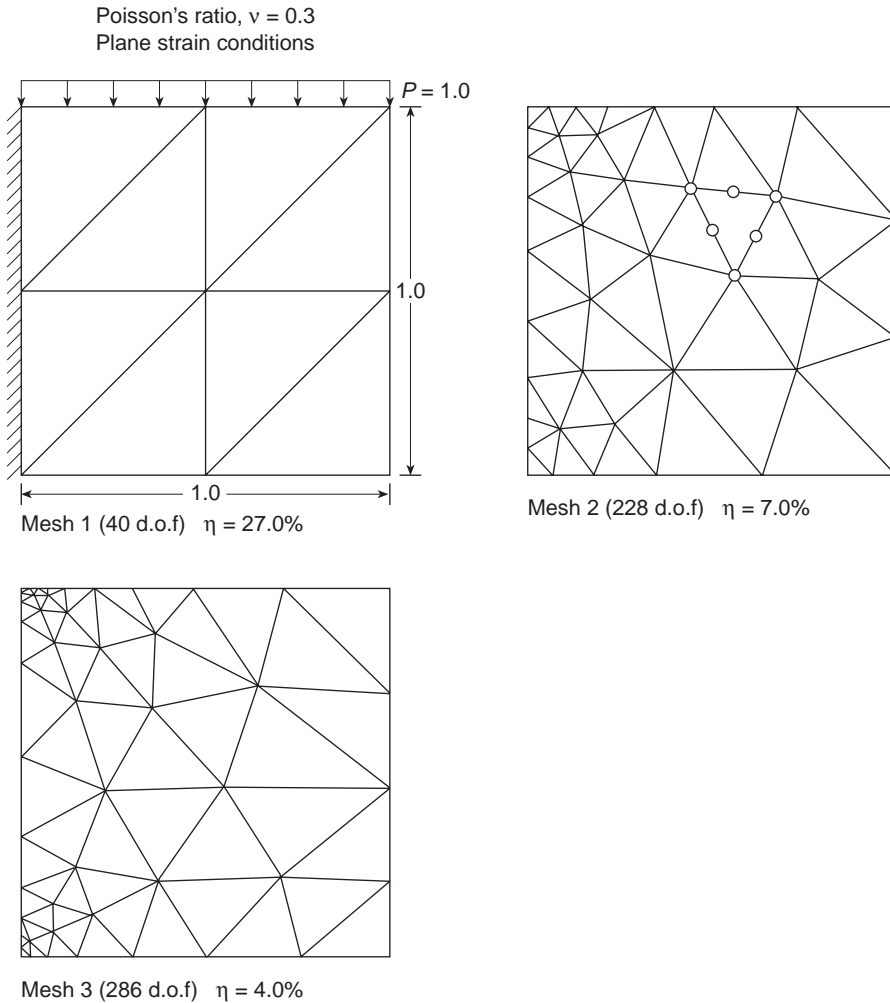 Poisson's ratio, ν = 0.3
Plane strain conditions
P = 1.0
1.0
1.0
Mesh 1 (40 d.o.f) η = 27.0%
Mesh 2 (228 d.o.f) η = 7.0%
Mesh 3 (286 d.o.f) η = 4.0%